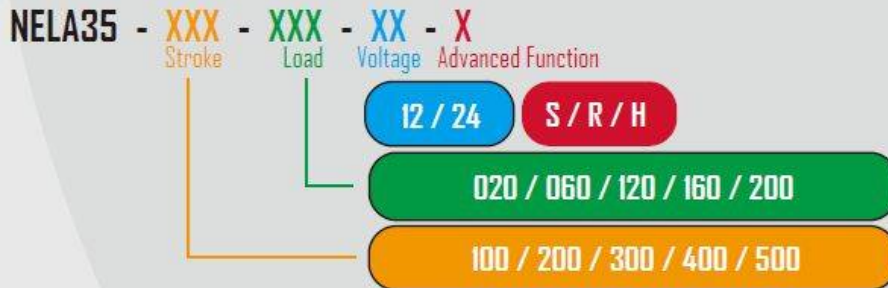 NELA35 - XXX - XXX - XX - X
Stroke Load Voltage Advanced Function
12 / 24 S / R / H
020 / 060 / 120 / 160 / 200
100 / 200 / 300 / 400 / 500